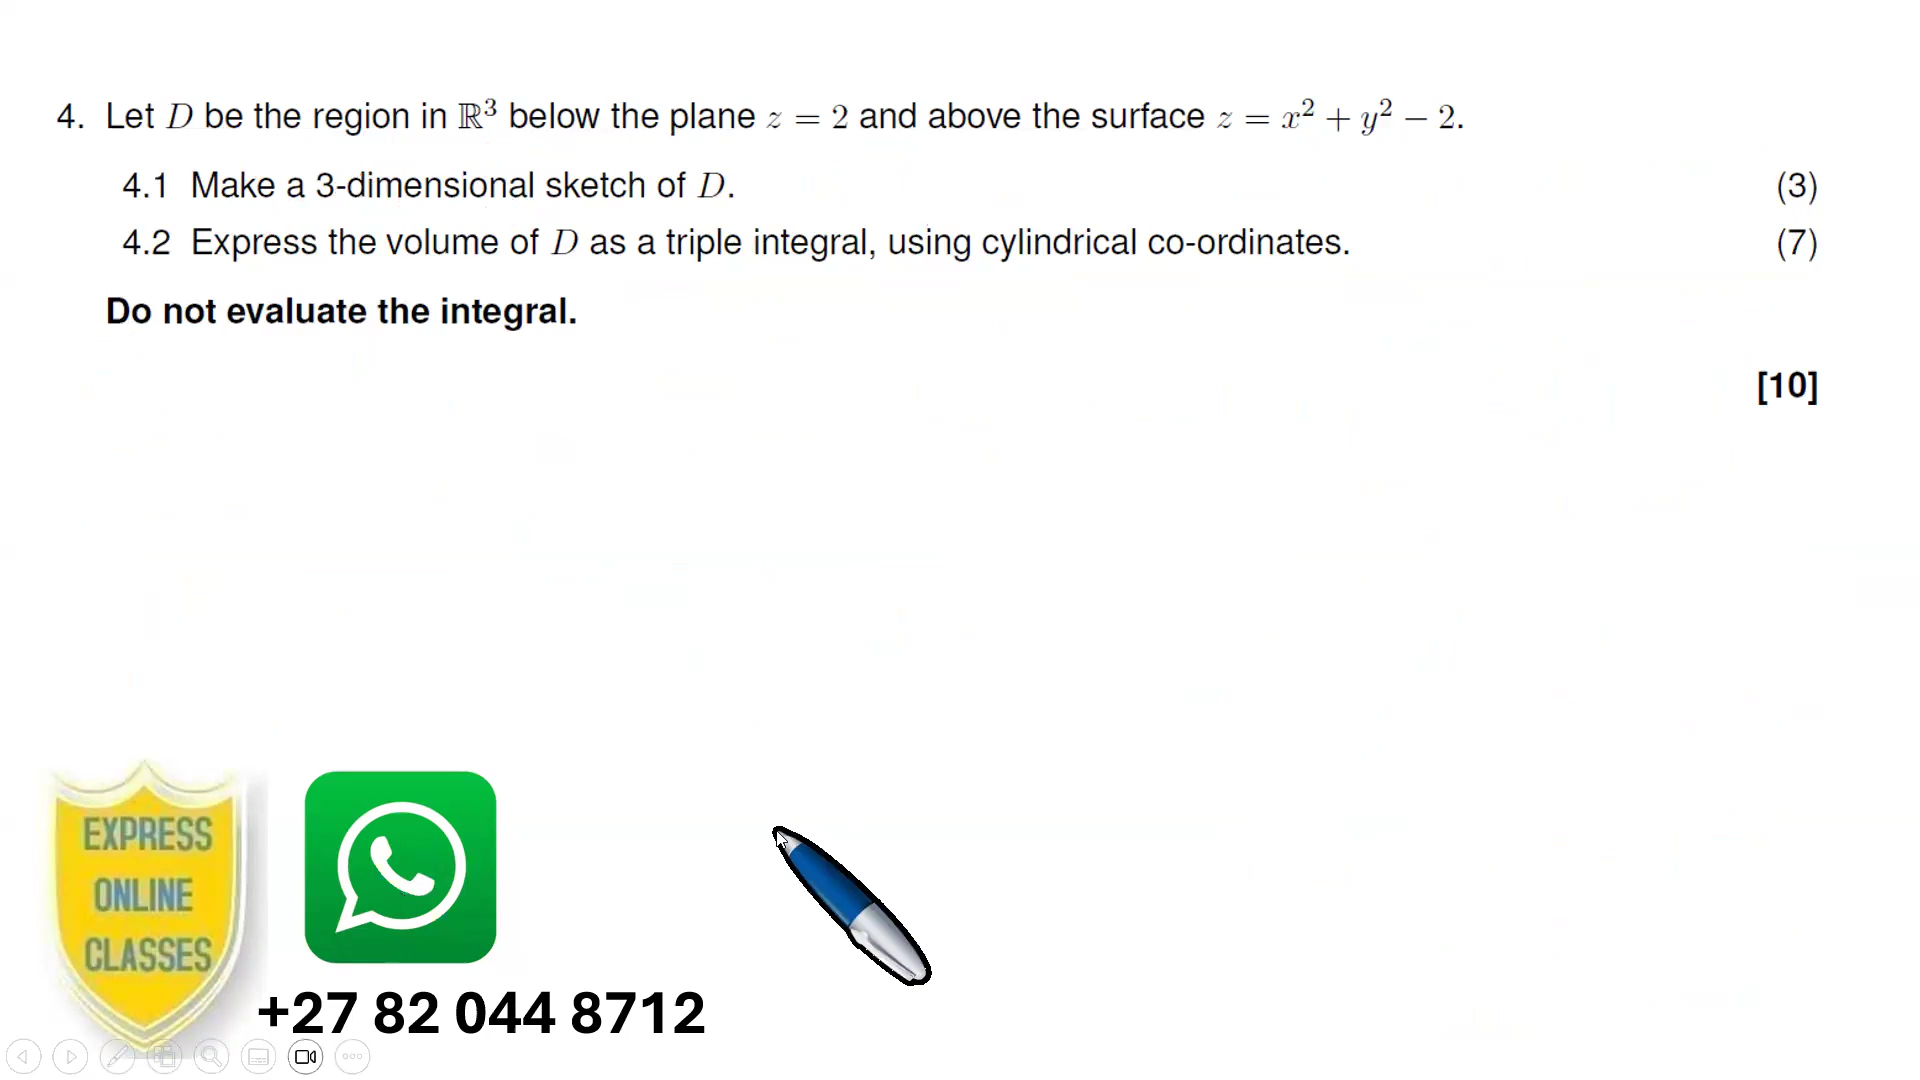 4. Let D be the region in ℝ³ below the plane z = 2 and above the surface z = x² + y² − 2.
4.1 Make a 3-dimensional sketch of D. (3)
4.2 Express the volume of D as a triple integral, using cylindrical co-ordinates. (7)
Do not evaluate the integral.
[10]
EXPRESS
ONLINE
CLASSES
+27 82 044 8712